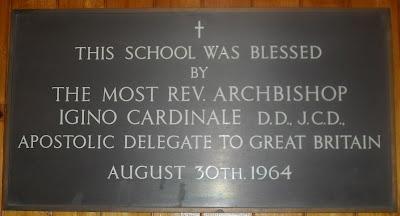 THIS SCHOOL WAS BLESSED
BY
THE MOST REV. ARCHBISHOP
IGINO CARDINALE D.D., J.C.D.,
APOSTOLIC DELEGATE TO GREAT BRITAIN
AUGUST 30TH. 1964